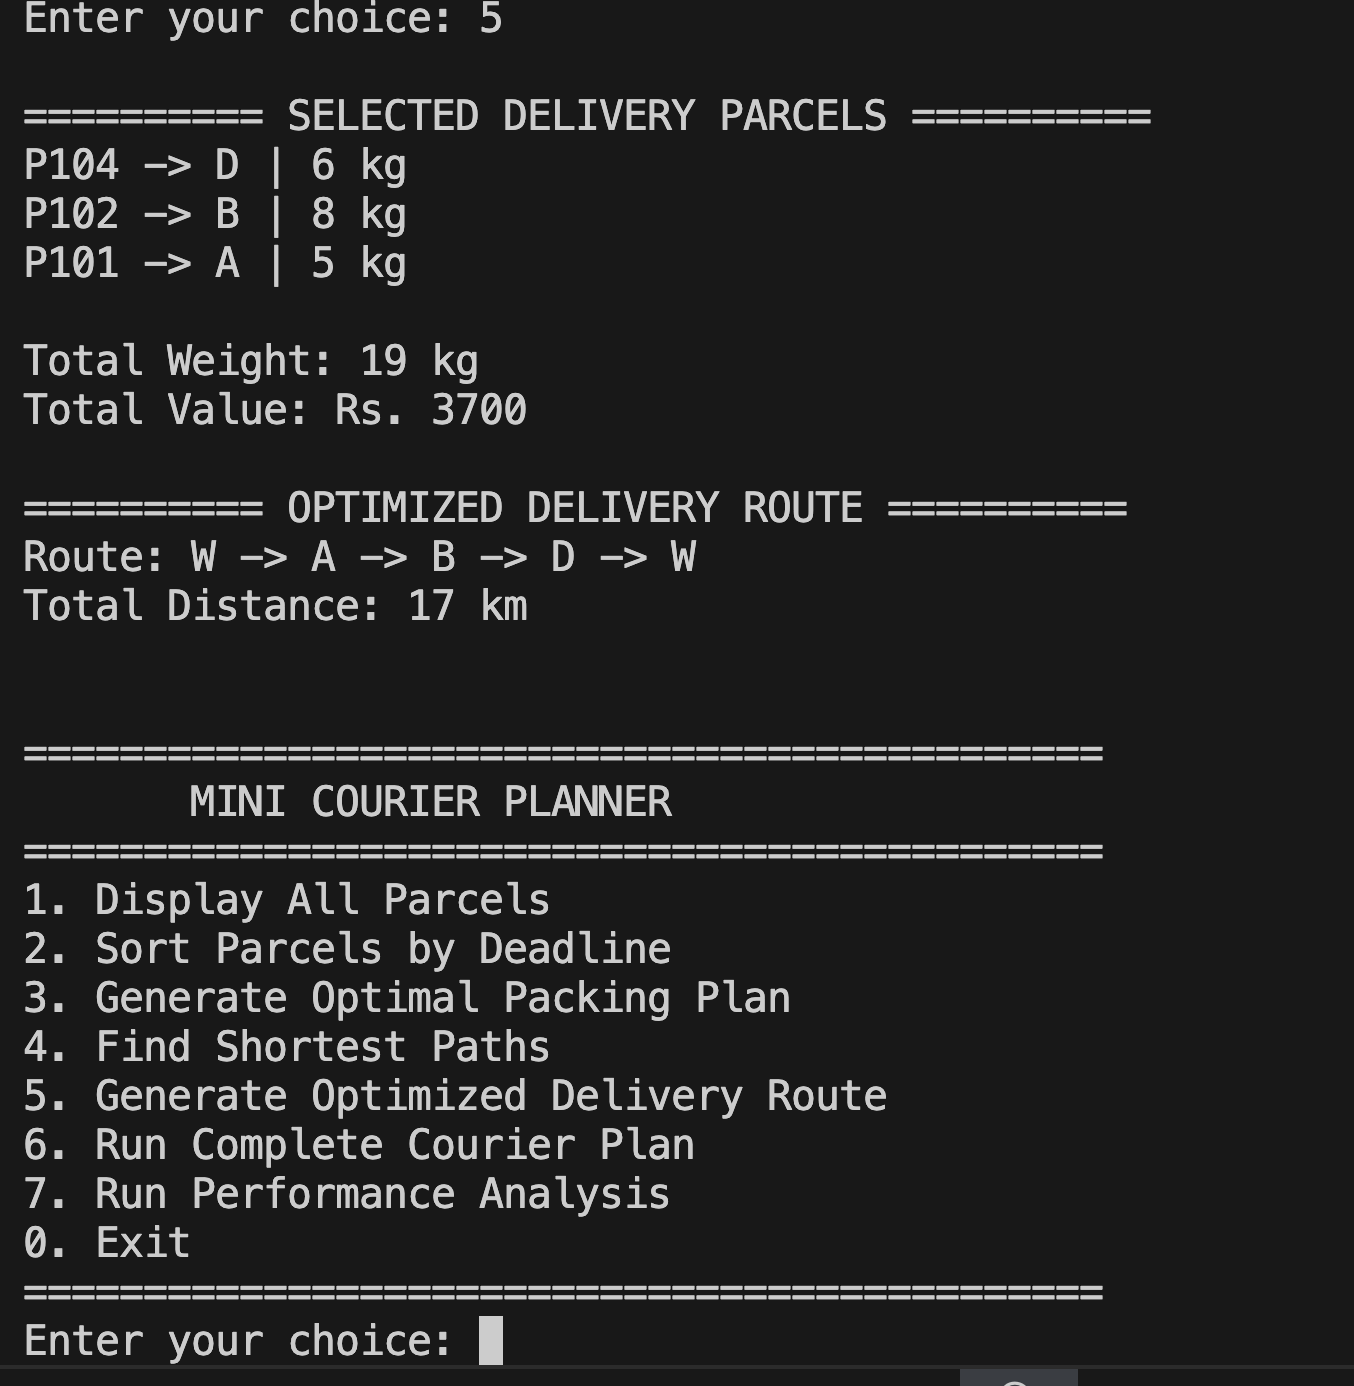 Enter your choice: 5
========== SELECTED DELIVERY PARCELS ==========
P104 -> D | 6 kg
P102 -> B | 8 kg
P101 -> A | 5 kg
Total Weight: 19 kg
Total Value: Rs. 3700
========== OPTIMIZED DELIVERY ROUTE ==========
Route: W -> A -> B -> D -> W
Total Distance: 17 km
=============================================
MINI COURIER PLANNER
=============================================
1. Display All Parcels
2. Sort Parcels by Deadline
3. Generate Optimal Packing Plan
4. Find Shortest Paths
5. Generate Optimized Delivery Route
6. Run Complete Courier Plan
7. Run Performance Analysis
0. Exit
=============================================
Enter your choice: